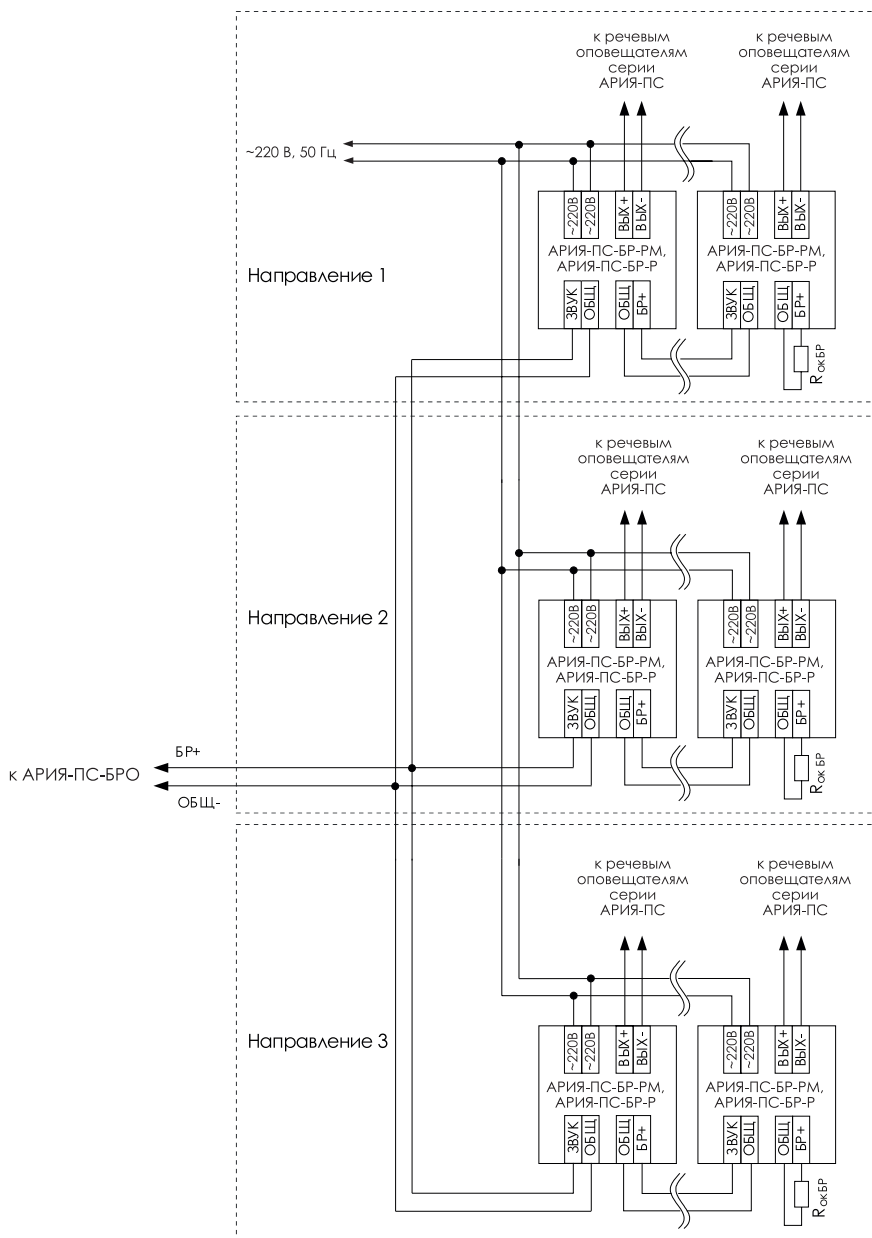 к речевым
оповещателям
серии
АРИЯ-ПС
к речевым
оповещателям
серии
АРИЯ-ПС
~220 В, 50 Гц
~220В
~220В
ВЫХ+
ВЫХ-
~220В
~220В
ВЫХ+
ВЫХ-
АРИЯ-ПС-БР-РМ,
АРИЯ-ПС-БР-Р
АРИЯ-ПС-БР-РМ,
АРИЯ-ПС-БР-Р
Направление 1
ЗВУК
ОБЩ
ОБЩ
БР+
ЗВУК
ОБЩ
ОБЩ
БР+
Rок БР
к речевым
оповещателям
серии
АРИЯ-ПС
к речевым
оповещателям
серии
АРИЯ-ПС
~220В
~220В
ВЫХ+
ВЫХ-
~220В
~220В
ВЫХ+
ВЫХ-
Направление 2
АРИЯ-ПС-БР-РМ,
АРИЯ-ПС-БР-Р
АРИЯ-ПС-БР-РМ,
АРИЯ-ПС-БР-Р
ЗВУК
ОБЩ
ОБЩ
БР+
ЗВУК
ОБЩ
ОБЩ
БР+
Rок БР
БР+
к АРИЯ-ПС-БРО
ОБЩ-
к речевым
оповещателям
серии
АРИЯ-ПС
к речевым
оповещателям
серии
АРИЯ-ПС
~220В
~220В
ВЫХ+
ВЫХ-
~220В
~220В
ВЫХ+
ВЫХ-
Направление 3
АРИЯ-ПС-БР-РМ,
АРИЯ-ПС-БР-Р
АРИЯ-ПС-БР-РМ,
АРИЯ-ПС-БР-Р
ЗВУК
ОБЩ
ОБЩ
БР+
ЗВУК
ОБЩ
ОБЩ
БР+
Rок БР